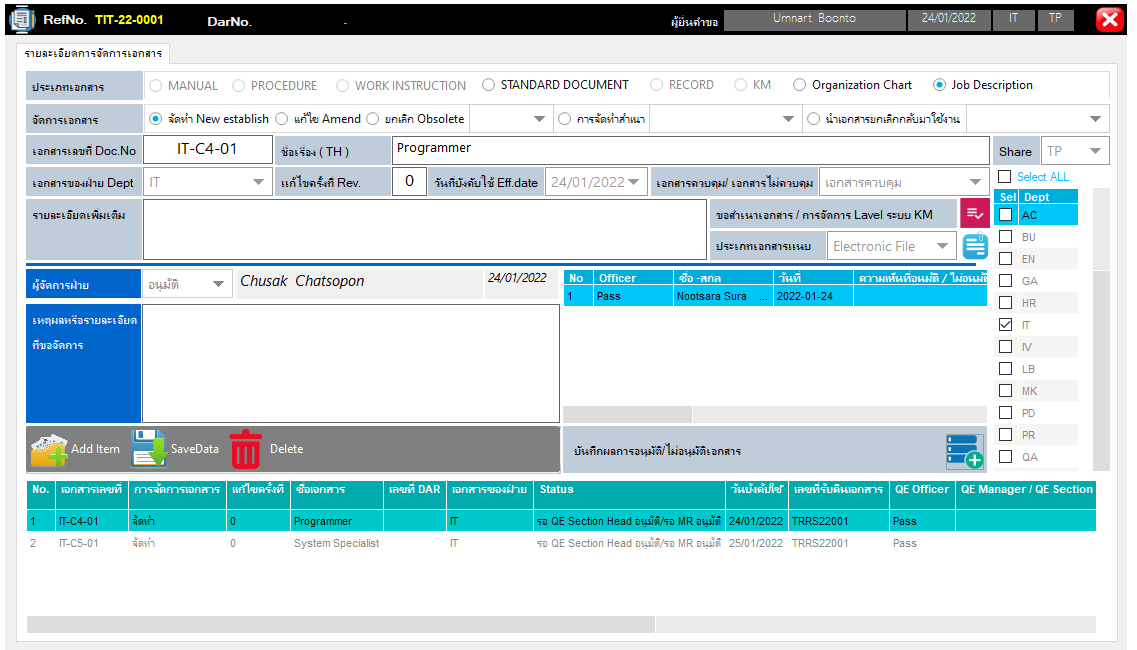 RefNo. TIT-22-0001 DarNo. - ผู้ยื่นคำขอ Umnart Boonto 24/01/2022 IT TP
รายละเอียดการจัดการเอกสาร
ประเภทเอกสาร MANUAL PROCEDURE WORK INSTRUCTION STANDARD DOCUMENT RECORD KM Organization Chart Job Description
จัดการเอกสาร จัดทำ New establish แก้ไข Amend ยกเลิก Obsolete การจัดทำสำเนา นำเอกสารยกเลิกกลับมาใช้งาน
เอกสารเลขที่ Doc.No IT-C4-01 ชื่อเรื่อง ( TH ) Programmer Share TP
เอกสารของฝ่าย Dept IT แก้ไขครั้งที่ Rev. 0 วันที่บังคับใช้ Eff.date 24/01/2022 เอกสารควบคุม/ เอกสารไม่ควบคุม เอกสารควบคุม Select ALL
Sel Dept
รายละเอียดเพิ่มเติม ขอสำเนาเอกสาร / การจัดการ Lavel ระบบ KM AC
ประเภทเอกสารแนบ Electronic File BU
EN
ผู้จัดการฝ่าย อนุมัติ Chusak Chatsopon 24/01/2022 No Officer ชื่อ -สกล วันที่ ความเห้นที่อนุมัติ / ไม่อนุมัติ GA
1 Pass Nootsara Sura ... 2022-01-24 HR
เหตุผลหรือรายละเอียด IT
ที่ขอจัดการ IV
LB
MK
PD
PR
QA
Add Item SaveData Delete บันทึกผลการอนุมัติ/ไม่อนุมัติเอกสาร
No. เอกสารเลขที่ การจัดการเอกสาร แก้ไขครั้งที่ ชื่อเอกสาร เลขที่ DAR เอกสารของฝ่าย Status วันบังคับใช้ เลขที่รับคืนเอกสาร QE Officer QE Manager / QE Section
1 IT-C4-01 จัดทำ 0 Programmer IT รอ QE Section Head อนุมัติ/รอ MR อนุมัติ 24/01/2022 TRRS22001 Pass
2 IT-C5-01 จัดทำ 0 System Specialist IT รอ QE Section Head อนุมัติ/รอ MR อนุมัติ 25/01/2022 TRRS22001 Pass